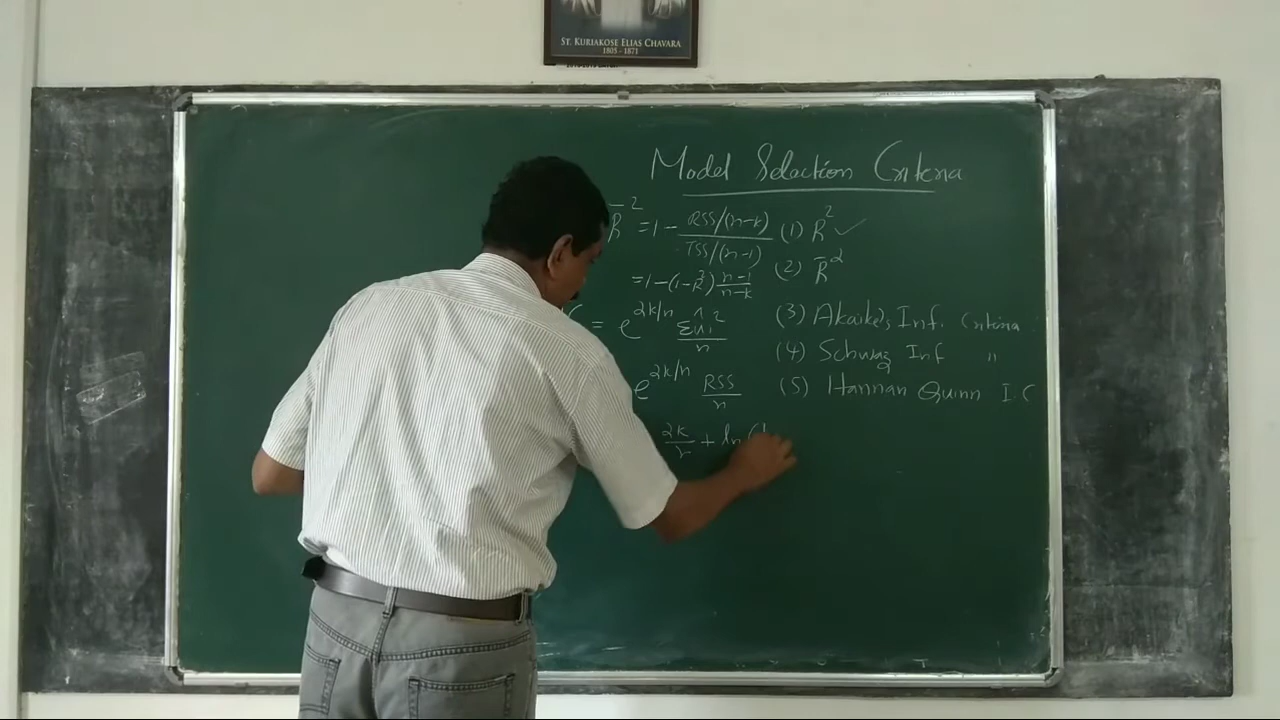 ST. KURIAKOSE ELIAS CHAVARA
1805 - 1871
Model Selection Criteria
R̄² = 1 - RSS/(n-k) / TSS/(n-1)
= 1 - (1-R²) n-1/n-k
= e^2k/n Σûᵢ²/n
e^2k/n RSS/n
2k/n + ln(
(1) R² ✓
(2) R̄²
(3) Akaike's Inf. Criteria
(4) Schwaz Inf "
(5) Hannan Quinn I.C